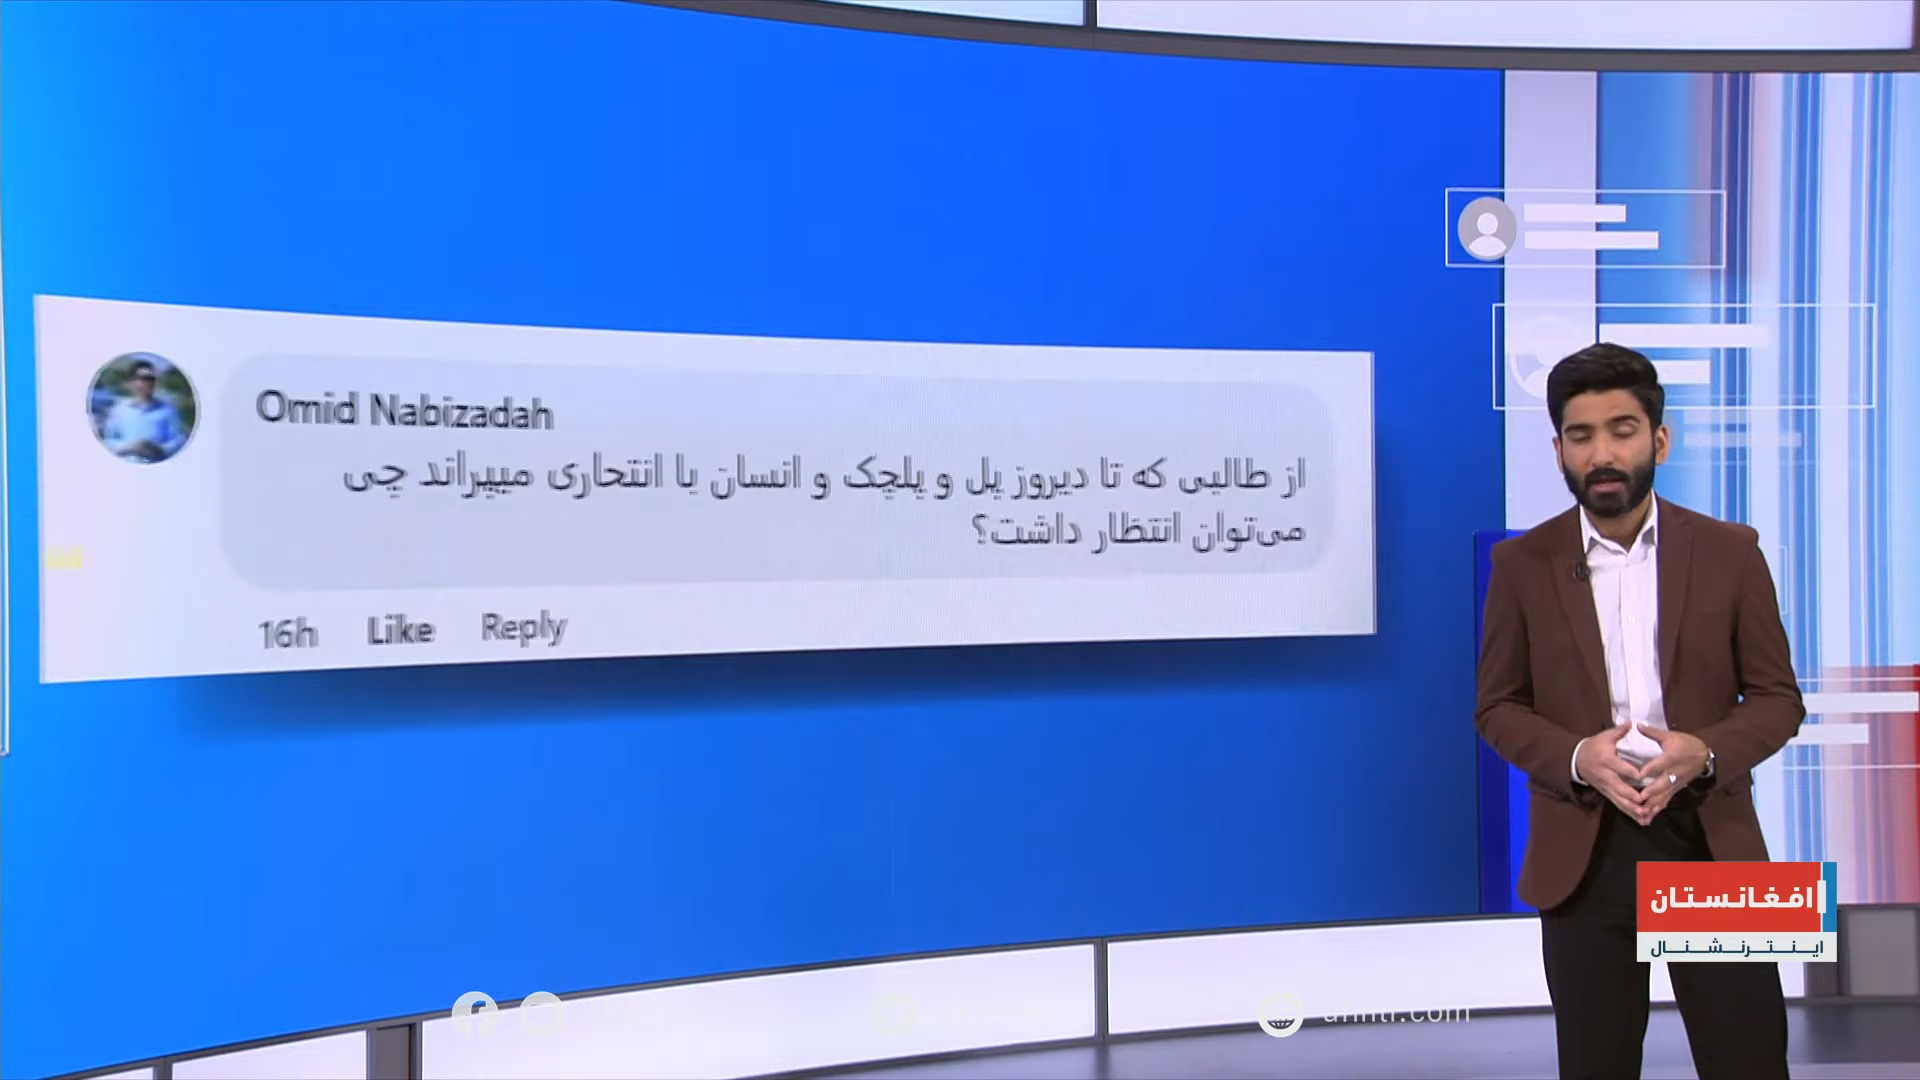 Omid Nabizadah
از طالبی که تا دیروز پل و پلچک و انسان با انتحاری میپراند چی
می‌توان انتظار داشت؟
16h Like Reply
افغانستان
اینترنشنال
afintl.com